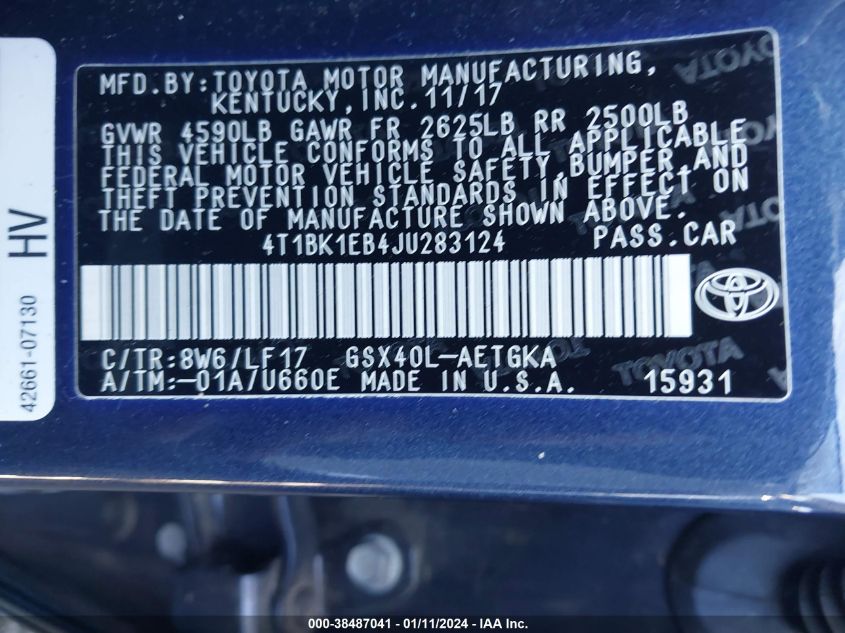 MFD.BY:TOYOTA MOTOR MANUFACTURING,
KENTUCKY,INC.11/17
GVWR 4590LB GAWR FR 2625LB RR 2500LB
THIS VEHICLE CONFORMS TO ALL APPLICABLE
FEDERAL MOTOR VEHICLE SAFETY,BUMPER,AND
THEFT PREVENTION STANDARDS IN EFFECT ON
THE DATE OF MANUFACTURE SHOWN ABOVE.
4T1BK1EB4JU283124 PASS.CAR
C/TR:8W6/LF17 GSX40L-AETGKA
A/TM:-01A/U660E MADE IN U.S.A. 15931
TOYOTA
TOYOTA
HV
42661-07130
000-38487041 - 01/11/2024 - IAA Inc.